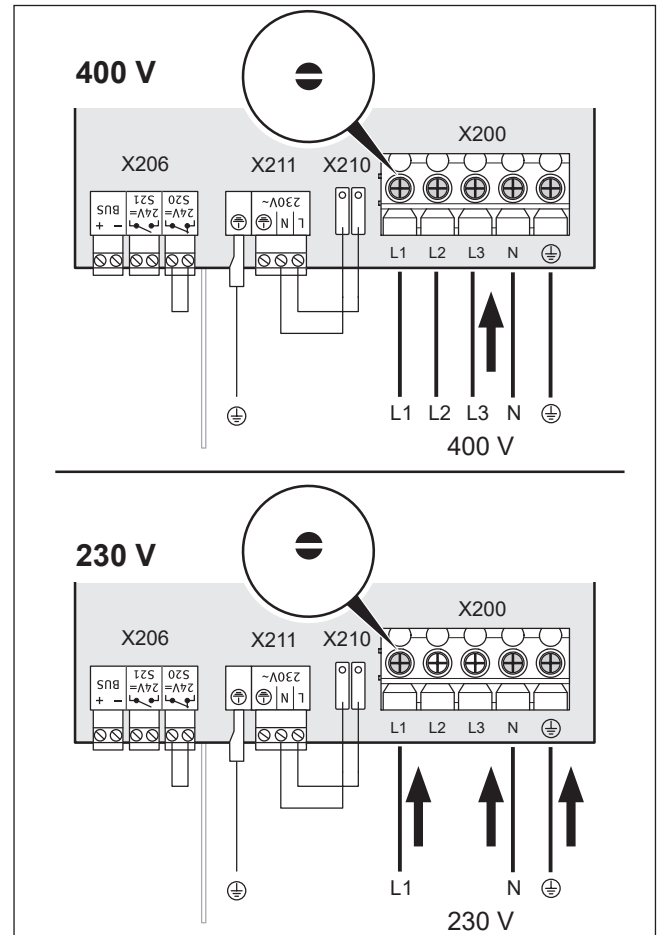 400 V
X200
X206 X211 X210
BUS
+ −
S21
24V=
S20
24V=
230V~
N L
L1 L2 L3 N
L1 L2 L3 N
400 V
230 V
X200
X206 X211 X210
BUS
+ −
S21
24V=
S20
24V=
230V~
N L
L1 L2 L3 N
L1 N
230 V